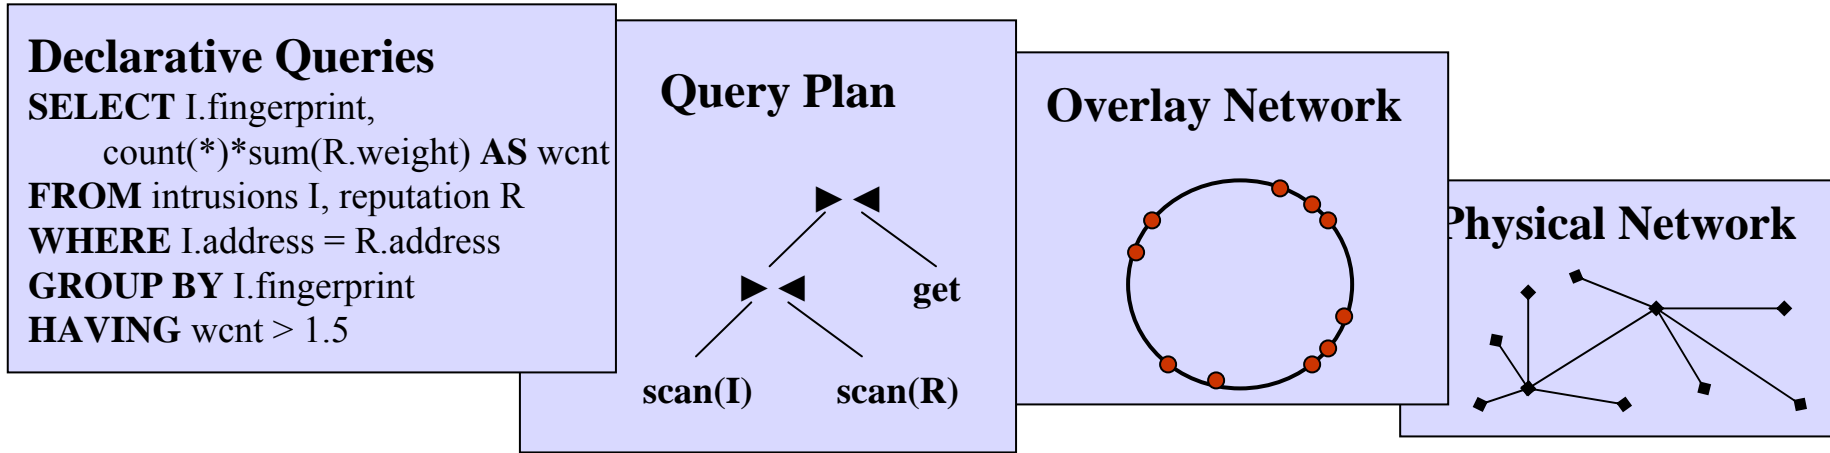 Declarative Queries
SELECT I.fingerprint,
count(*)*sum(R.weight) AS wcnt
FROM intrusions I, reputation R
WHERE I.address = R.address
GROUP BY I.fingerprint
HAVING wcnt > 1.5
Query Plan
get
scan(I) scan(R)
Overlay Network
Physical Network